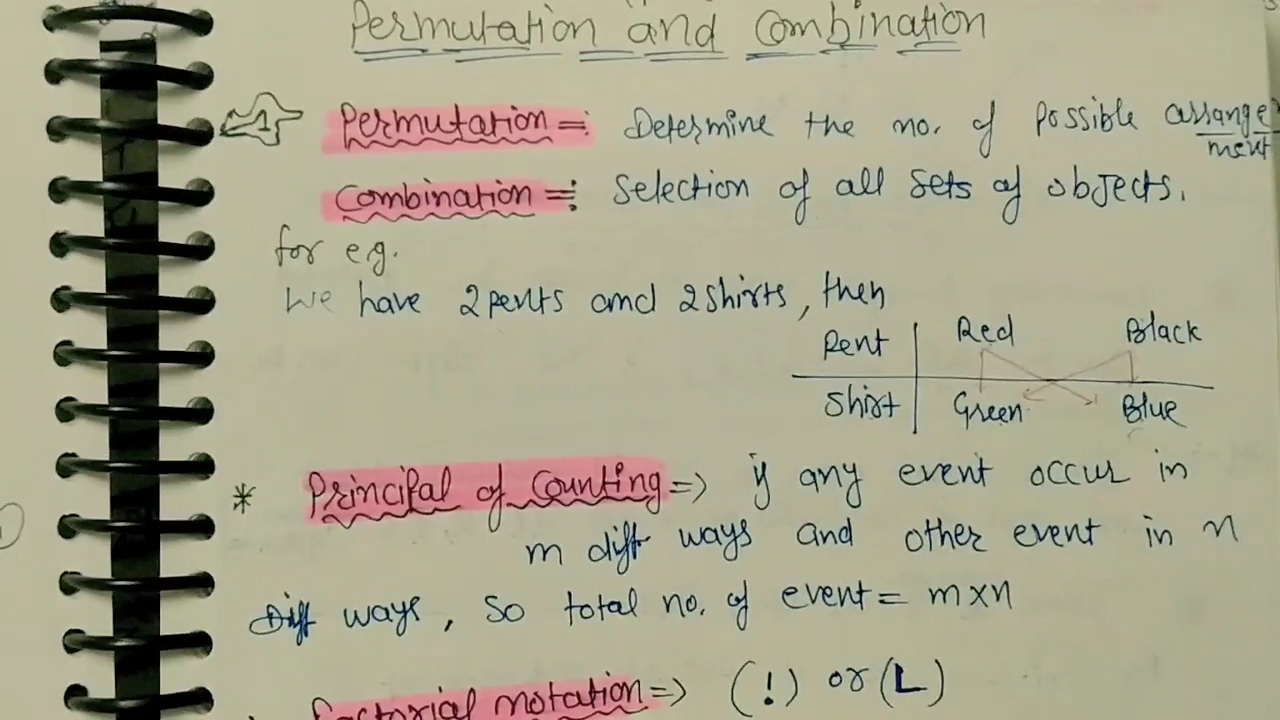 Permutation and Combination
1 Permutation =: Determine the no. of possible arrangement
Combination =: Selection of all sets of objects.
for e.g.
We have 2 pents and 2 shirts, then
Pent Red Black
Shirt Green Blue
* Principal of Counting => if any event occur in
m diff ways and other event in n
Diff ways, so total no. of event = m×n
factorial notation => (!) or (L)